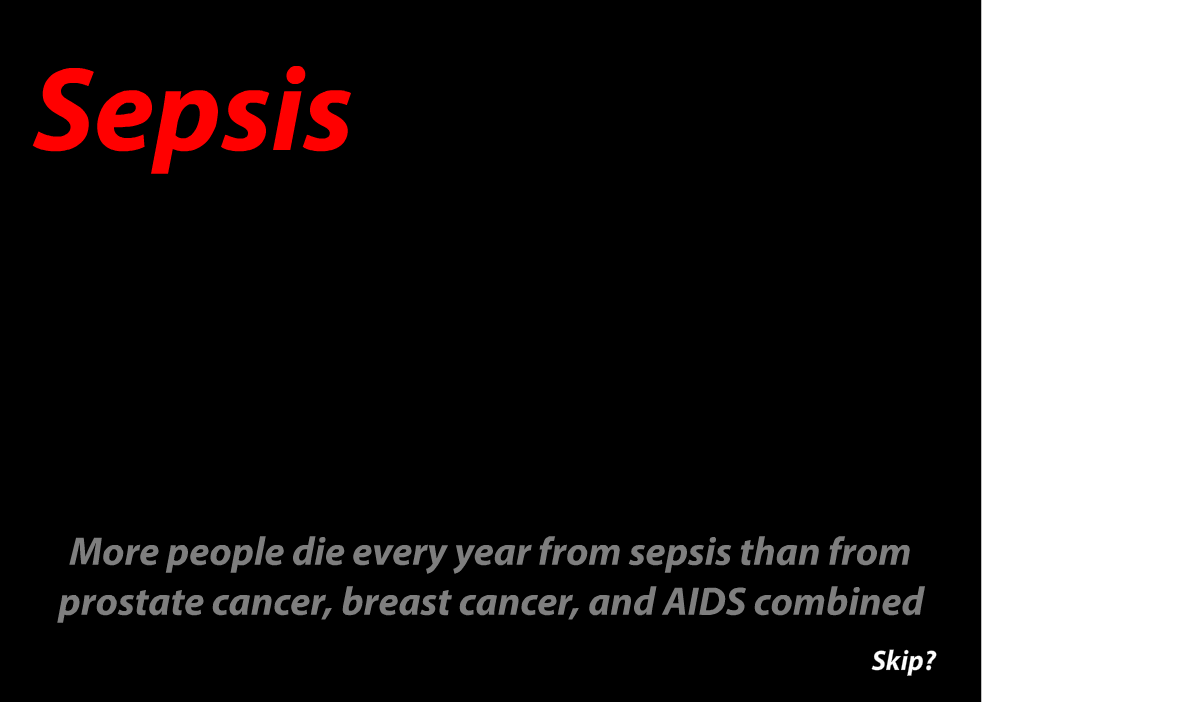 Sepsis
More people die every year from sepsis than from
prostate cancer, breast cancer, and AIDS combined
Skip?